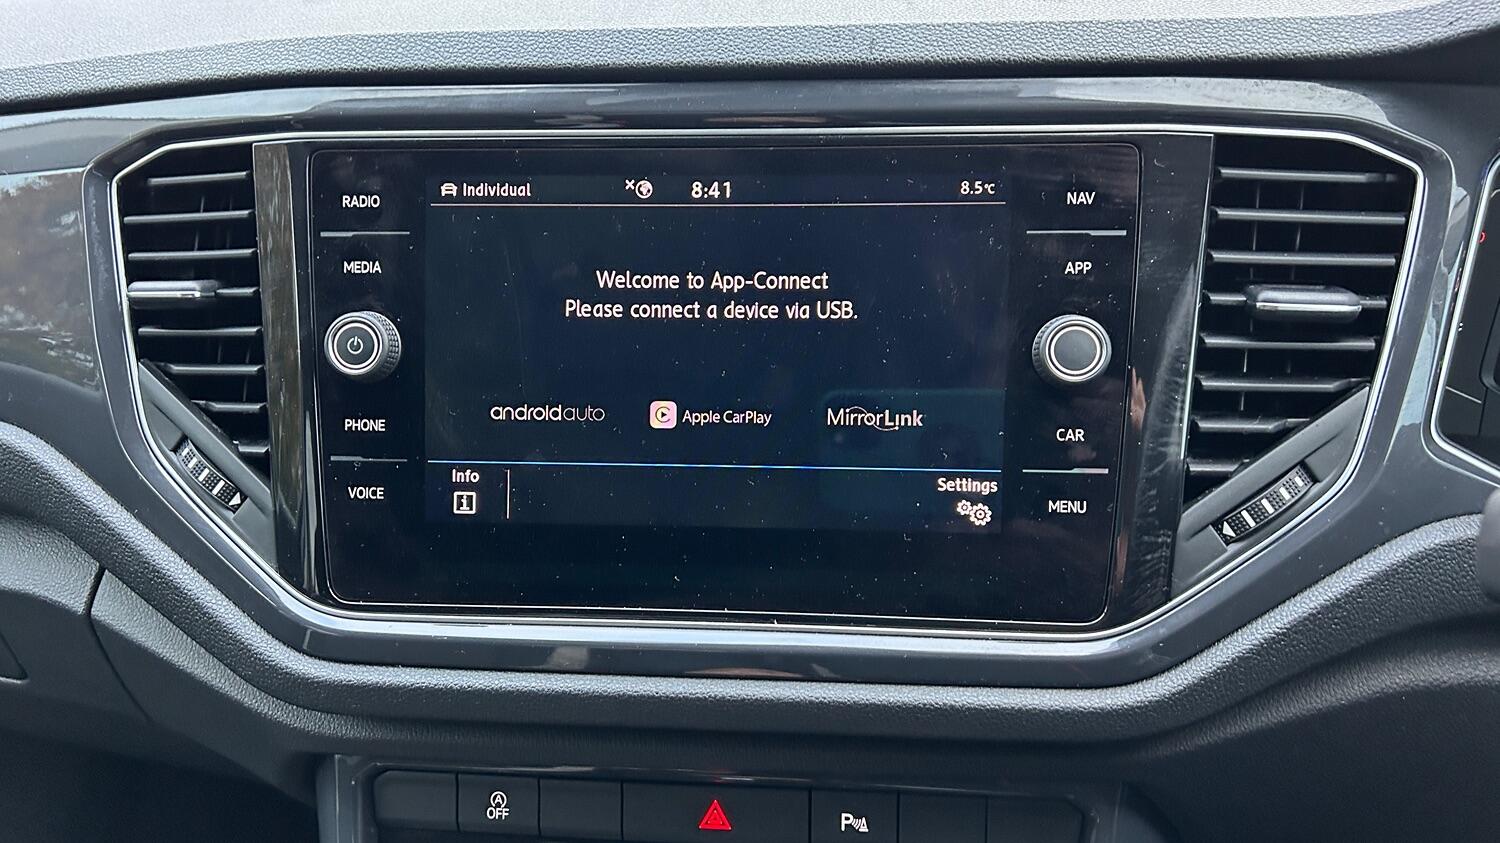 RADIO
MEDIA
PHONE
VOICE
Individual
8:41
8.5°C
Welcome to App-Connect
Please connect a device via USB.
androidauto
Apple CarPlay
MirrorLink
Info
i
Settings
NAV
APP
CAR
MENU
A
OFF
P